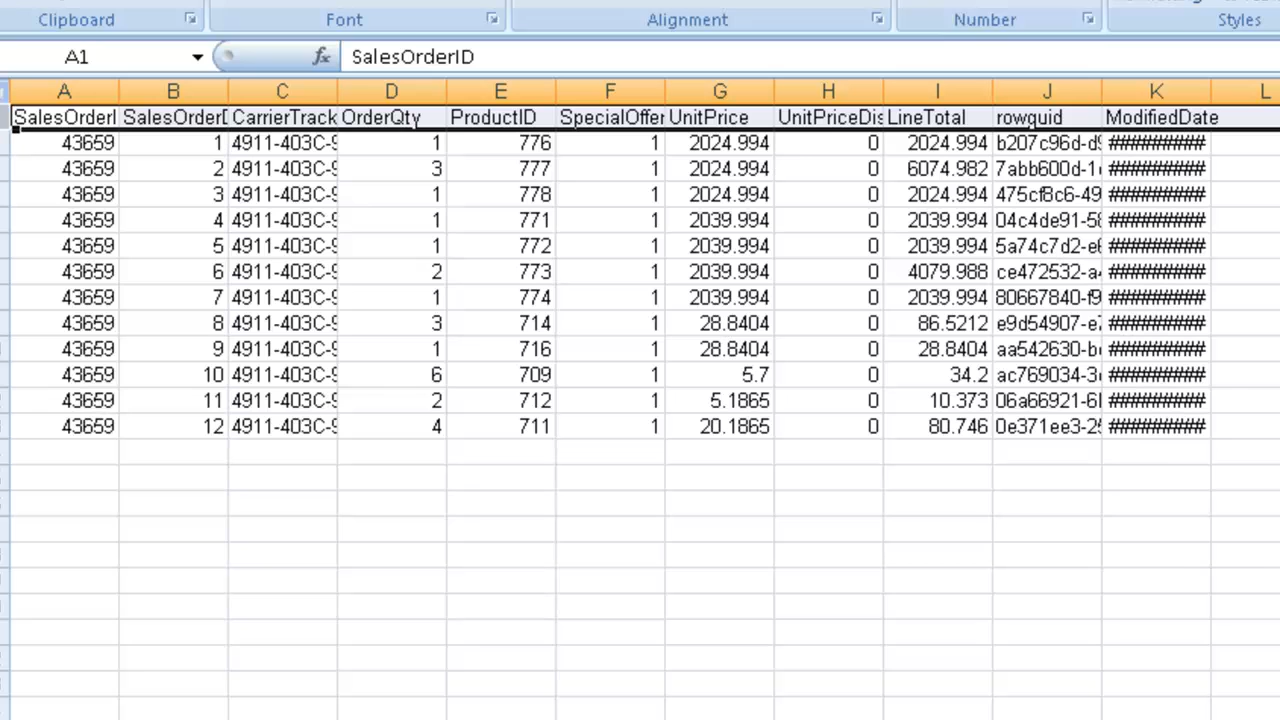 Clipboard Font Alignment Number Styles
A1 fx SalesOrderID
A B C D E F G H I J K L
SalesOrderI SalesOrderD CarrierTrack OrderQty ProductID SpecialOffer UnitPrice UnitPriceDis LineTotal rowguid ModifiedDate
43659 1 4911-403C-9 1 776 1 2024.994 0 2024.994 b207c96d-d9 ##########
43659 2 4911-403C-9 3 777 1 2024.994 0 6074.982 7abb600d-1 ##########
43659 3 4911-403C-9 1 778 1 2024.994 0 2024.994 475cf8c6-49 ##########
43659 4 4911-403C-9 1 771 1 2039.994 0 2039.994 04c4de91-58 ##########
43659 5 4911-403C-9 1 772 1 2039.994 0 2039.994 5a74c7d2-e6 ##########
43659 6 4911-403C-9 2 773 1 2039.994 0 4079.988 ce472532-a4 ##########
43659 7 4911-403C-9 1 774 1 2039.994 0 2039.994 80667840-f9 ##########
43659 8 4911-403C-9 3 714 1 28.8404 0 86.5212 e9d54907-e7 ##########
43659 9 4911-403C-9 1 716 1 28.8404 0 28.8404 aa542630-b ##########
43659 10 4911-403C-9 6 709 1 5.7 0 34.2 ac769034-3 ##########
43659 11 4911-403C-9 2 712 1 5.1865 0 10.373 06a66921-6 ##########
43659 12 4911-403C-9 4 711 1 20.1865 0 80.746 0e371ee3-25 ##########